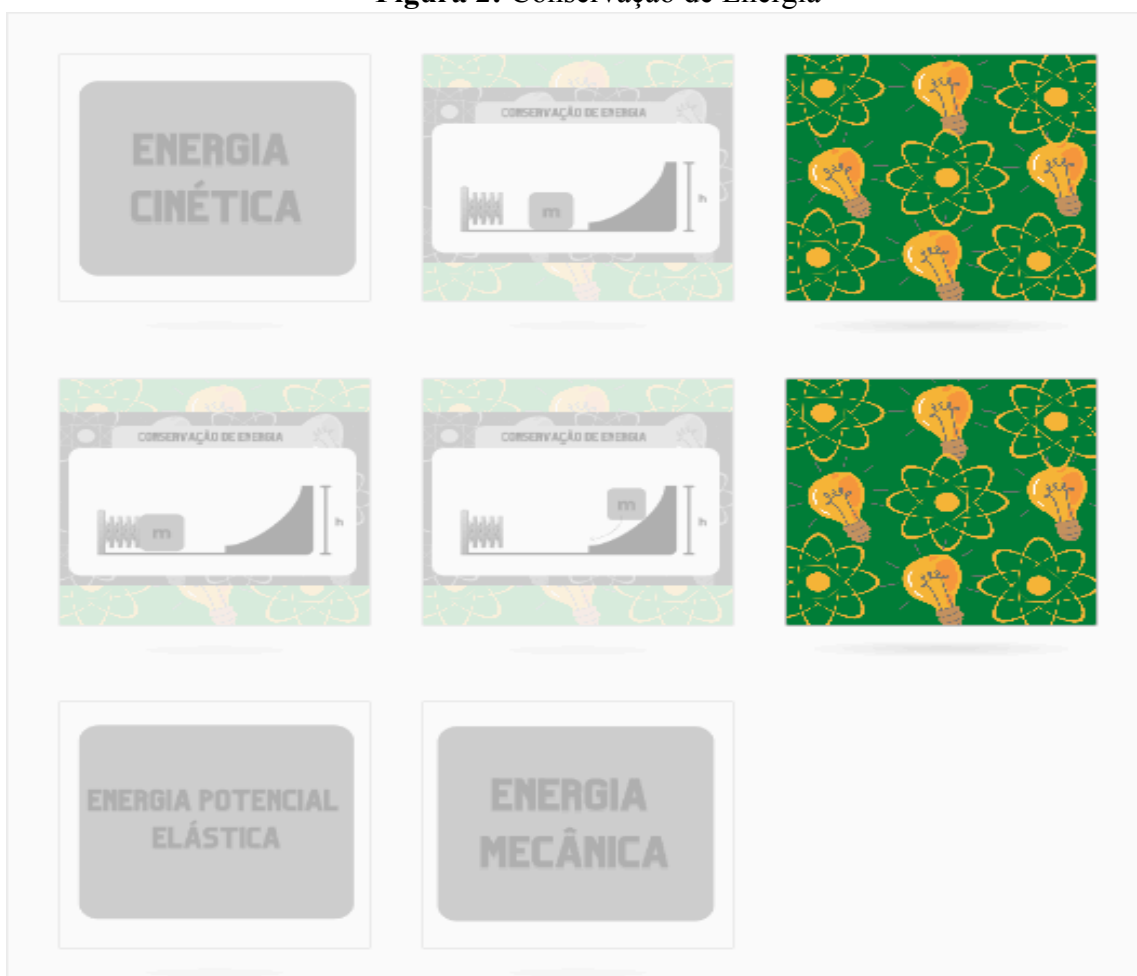 Figura 2: Conservação de Energia
ENERGIA
CINÉTICA
CONSERVAÇÃO DE ENERGIA
m
h
CONSERVAÇÃO DE ENERGIA
m
h
CONSERVAÇÃO DE ENERGIA
m
h
ENERGIA POTENCIAL
ELÁSTICA
ENERGIA
MECÂNICA